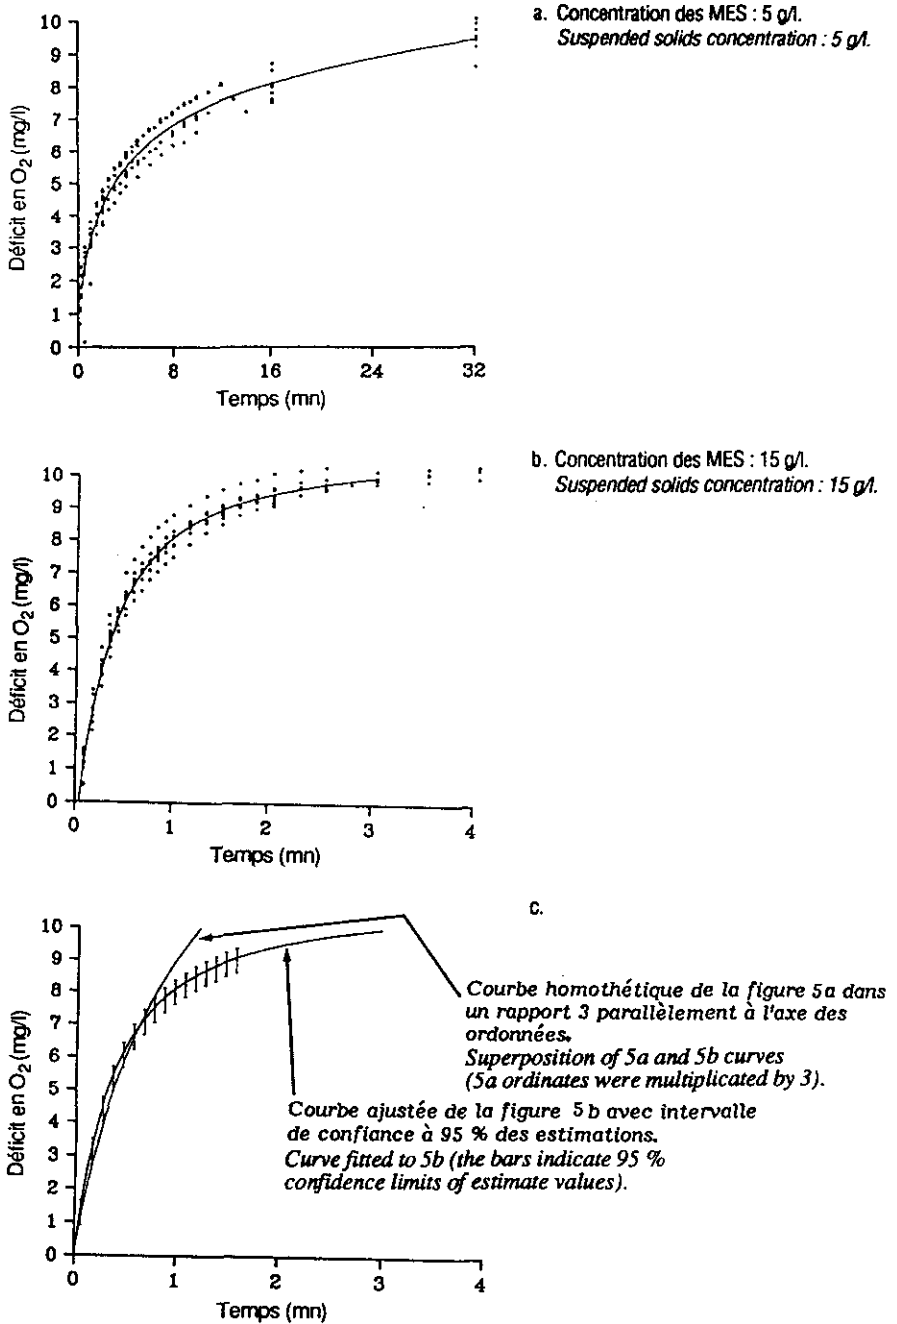 a. Concentration des MES : 5 g/l.
Suspended solids concentration : 5 g/l.
Déficit en O2 (mg/l)
10
9
8
7
6
5
4
3
2
1
0
0 8 16 24 32
Temps (mn)
b. Concentration des MES : 15 g/l.
Suspended solids concentration : 15 g/l.
Déficit en O2 (mg/l)
10
9
8
7
6
5
4
3
2
1
0
0 1 2 3 4
Temps (mn)
c.
Déficit en O2 (mg/l)
10
9
8
7
6
5
4
3
2
1
0
0 1 2 3 4
Temps (mn)
Courbe homothétique de la figure 5a dans
un rapport 3 parallèlement à l'axe des
ordonnées.
Superposition of 5a and 5b curves
(5a ordinates were multiplicated by 3).
Courbe ajustée de la figure 5b avec intervalle
de confiance à 95 % des estimations.
Curve fitted to 5b (the bars indicate 95 %
confidence limits of estimate values).